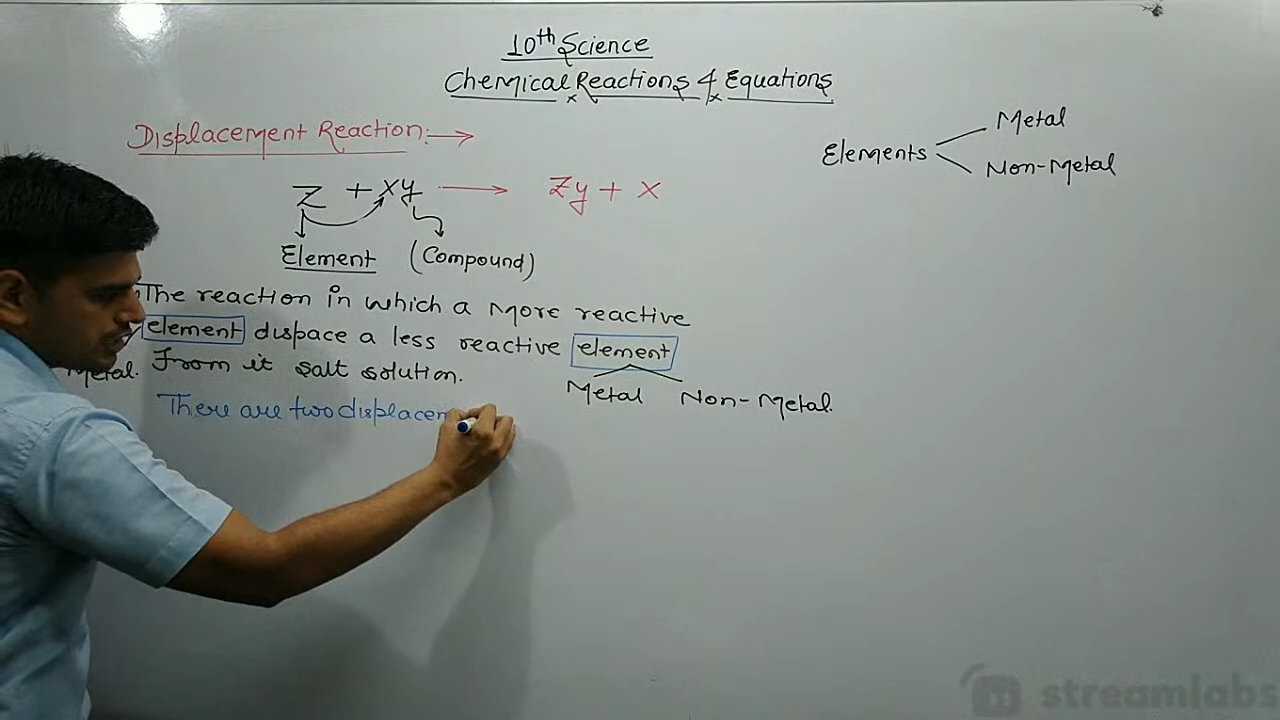 10th Science
Chemical Reactions & Equations
Displacement Reaction:→
Elements
Metal
Non-Metal
Z + XY → ZY + X
Element (Compound)
The reaction in which a more reactive
element dispace a less reactive element
Metal. From it salt solution.
Metal Non-Metal.
There are two displacem
streamlabs